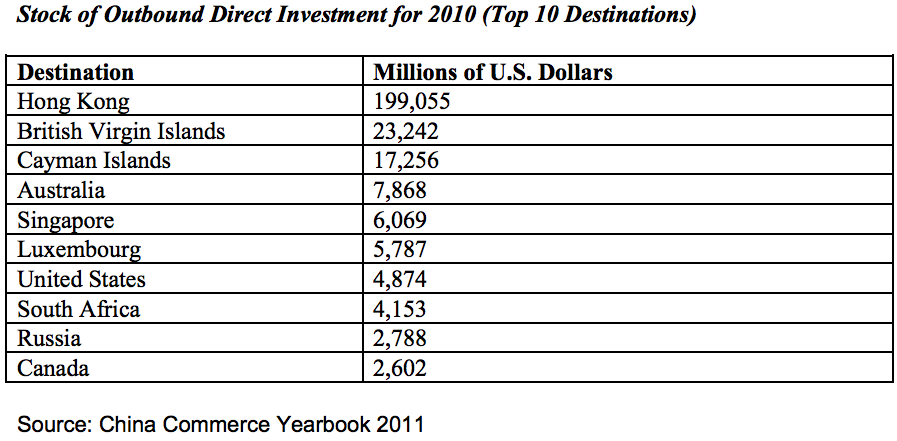 Stock of Outbound Direct Investment for 2010 (Top 10 Destinations)
Destination Millions of U.S. Dollars
Hong Kong 199,055
British Virgin Islands 23,242
Cayman Islands 17,256
Australia 7,868
Singapore 6,069
Luxembourg 5,787
United States 4,874
South Africa 4,153
Russia 2,788
Canada 2,602
Source: China Commerce Yearbook 2011